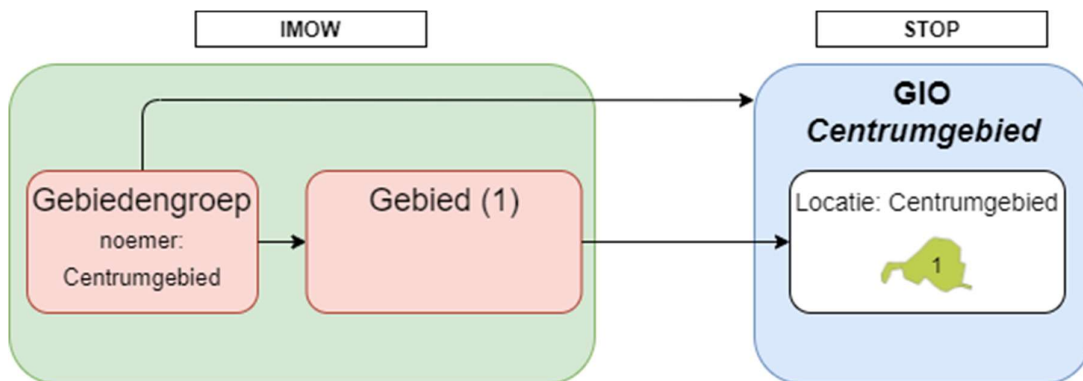 IMOW
STOP
GIO
Centrumgebied
Gebiedengroep
noemer:
Centrumgebied
Gebied (1)
Locatie: Centrumgebied
1